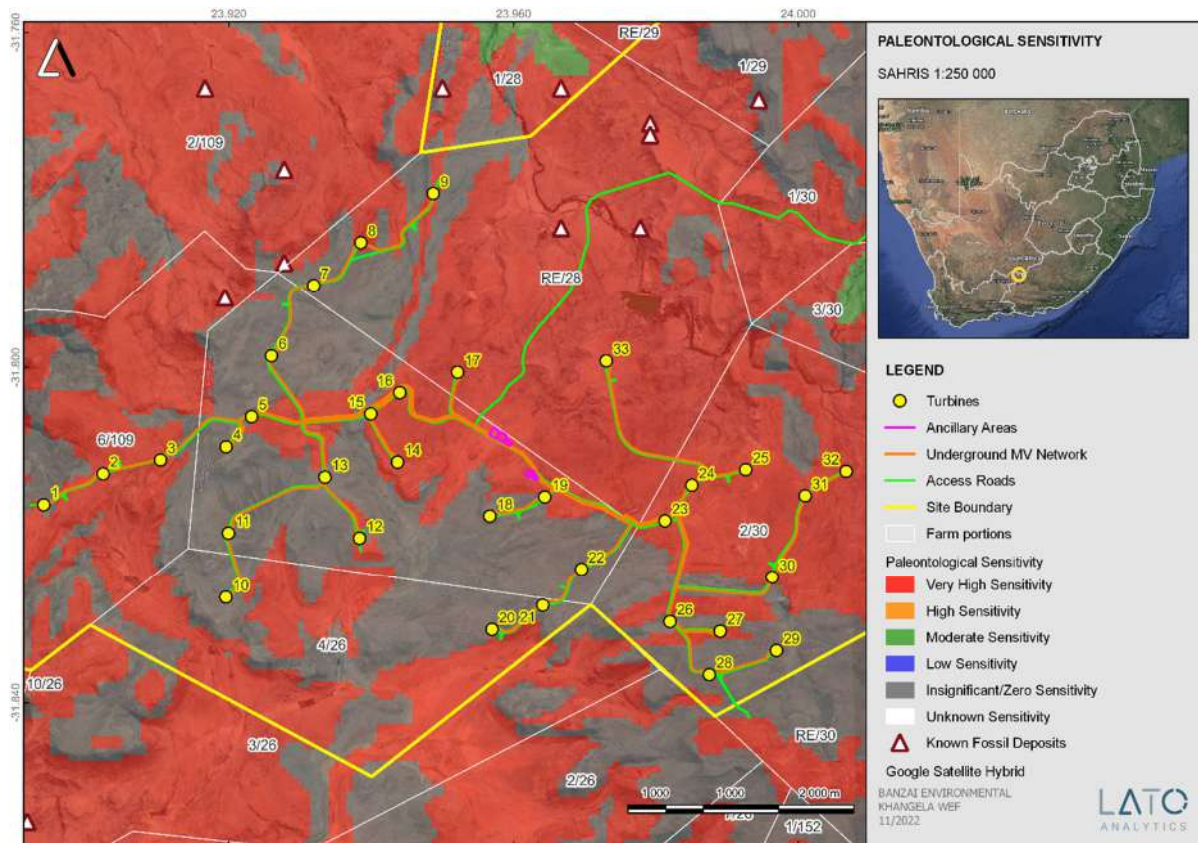 23.920
23.960
24.000
-31.760
-31.800
-31.840
RE/29
1/28
1/29
2/109
9
1/30
8
7
RE/28
3/30
6
33
17
16
5
15
6/109
4
3
14
2
25
24
32
13
31
1
19
18
23
11
12
2/30
22
30
10
26
27
20
21
29
4/26
28
10/26
3/26
RE/30
2/26
1/152
1 000
0
1 000
2 000 m
PALEONTOLOGICAL SENSITIVITY
SAHRIS 1:250 000
LEGEND
Turbines
Ancillary Areas
Underground MV Network
Access Roads
Site Boundary
Farm portions
Paleontological Sensitivity
Very High Sensitivity
High Sensitivity
Moderate Sensitivity
Low Sensitivity
Insignificant/Zero Sensitivity
Unknown Sensitivity
Known Fossil Deposits
Google Satellite Hybrid
BANZAI ENVIRONMENTAL
KHANGELA WEF
11/2022
LATO
ANALYTICS